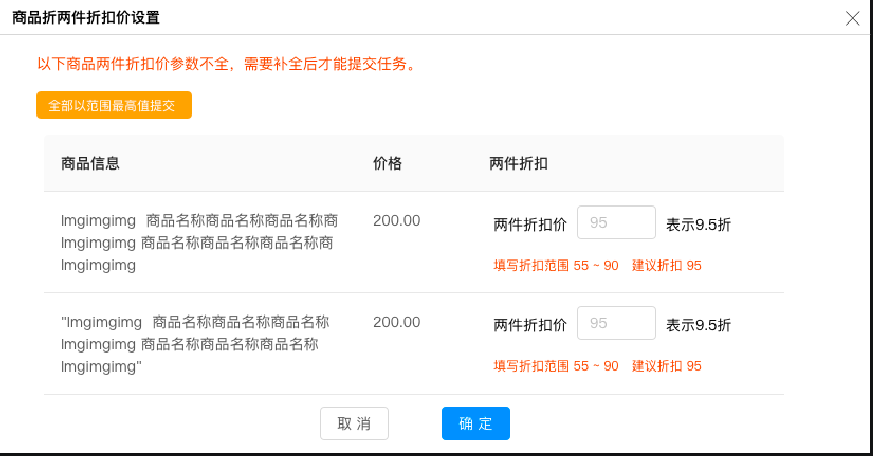 商品折两件折扣价设置
以下商品两件折扣价参数不全，需要补全后才能提交任务。
全部以范围最高值提交
商品信息 价格 两件折扣
Imgimgimg 商品名称商品名称商品名称商 200.00 两件折扣价 95 表示9.5折
Imgimgimg 商品名称商品名称商品名称商
Imgimgimg 填写折扣范围 55 ~ 90 建议折扣 95
"Imgimgimg 商品名称商品名称商品名称 200.00 两件折扣价 95 表示9.5折
Imgimgimg 商品名称商品名称商品名称
Imgimgimg" 填写折扣范围 55 ~ 90 建议折扣 95
取 消 确 定